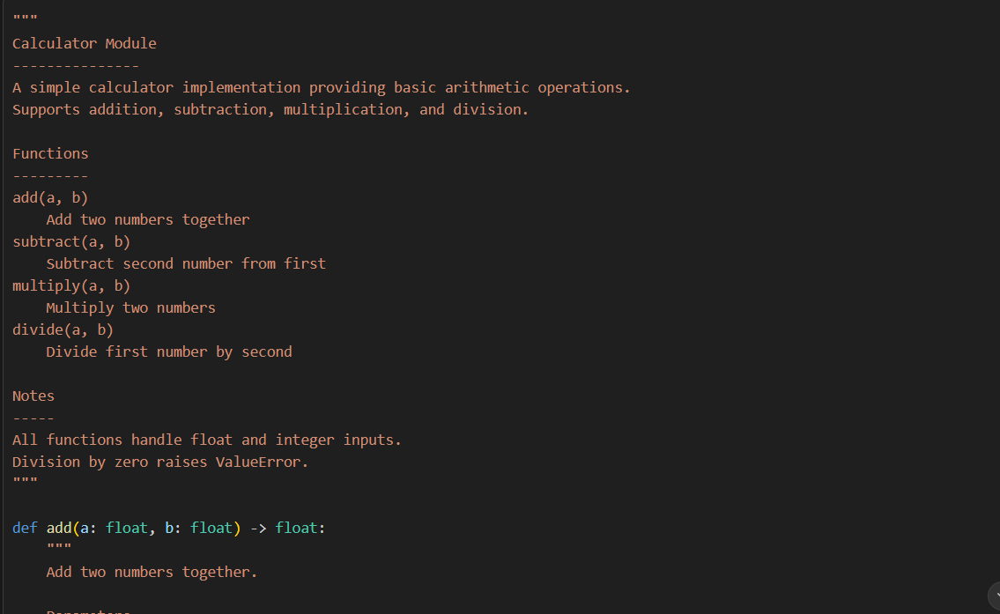 """
Calculator Module
---------------
A simple calculator implementation providing basic arithmetic operations.
Supports addition, subtraction, multiplication, and division.

Functions
---------
add(a, b)
    Add two numbers together
subtract(a, b)
    Subtract second number from first
multiply(a, b)
    Multiply two numbers
divide(a, b)
    Divide first number by second

Notes
-----
All functions handle float and integer inputs.
Division by zero raises ValueError.
"""

def add(a: float, b: float) -> float:
    """
    Add two numbers together.